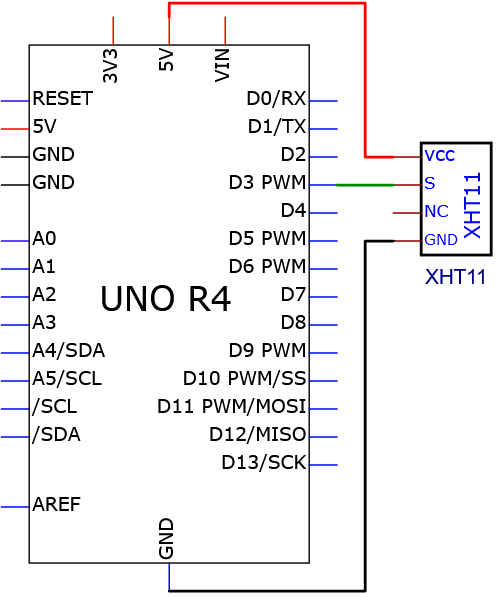 3V3
5V
VIN
RESET
5V
GND
GND
A0
A1
A2
A3
A4/SDA
A5/SCL
/SCL
/SDA
AREF
UNO R4
D0/RX
D1/TX
D2
D3 PWM
D4
D5 PWM
D6 PWM
D7
D8
D9 PWM
D10 PWM/SS
D11 PWM/MOSI
D12/MISO
D13/SCK
GND
vcc
S
NC
GND
XHT11
XHT11